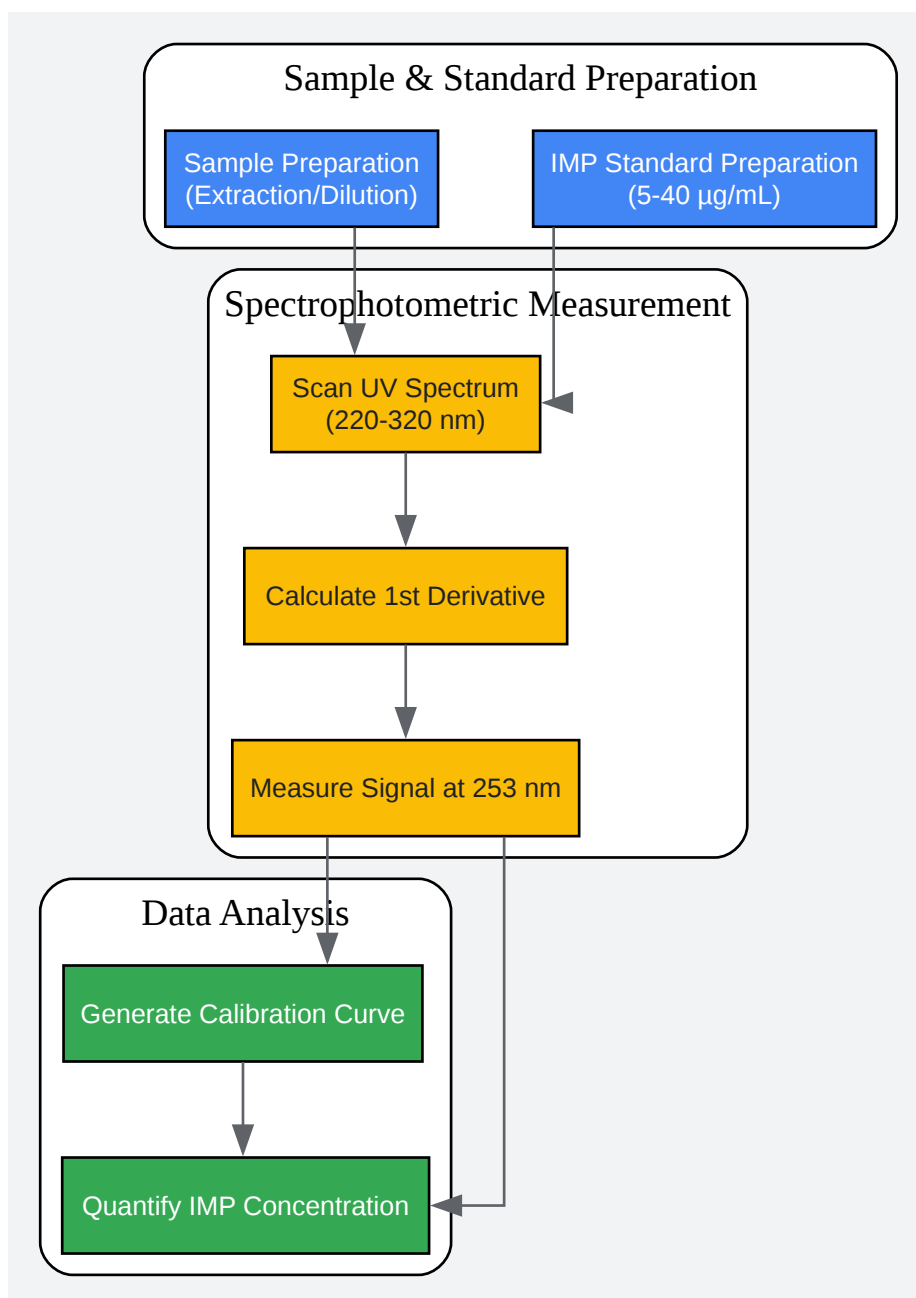 Sample & Standard Preparation
Sample Preparation
(Extraction/Dilution)
IMP Standard Preparation
(5-40 µg/mL)
Spectrophotometric Measurement
Scan UV Spectrum
(220-320 nm)
Calculate 1st Derivative
Measure Signal at 253 nm
Data Analysis
Generate Calibration Curve
Quantify IMP Concentration